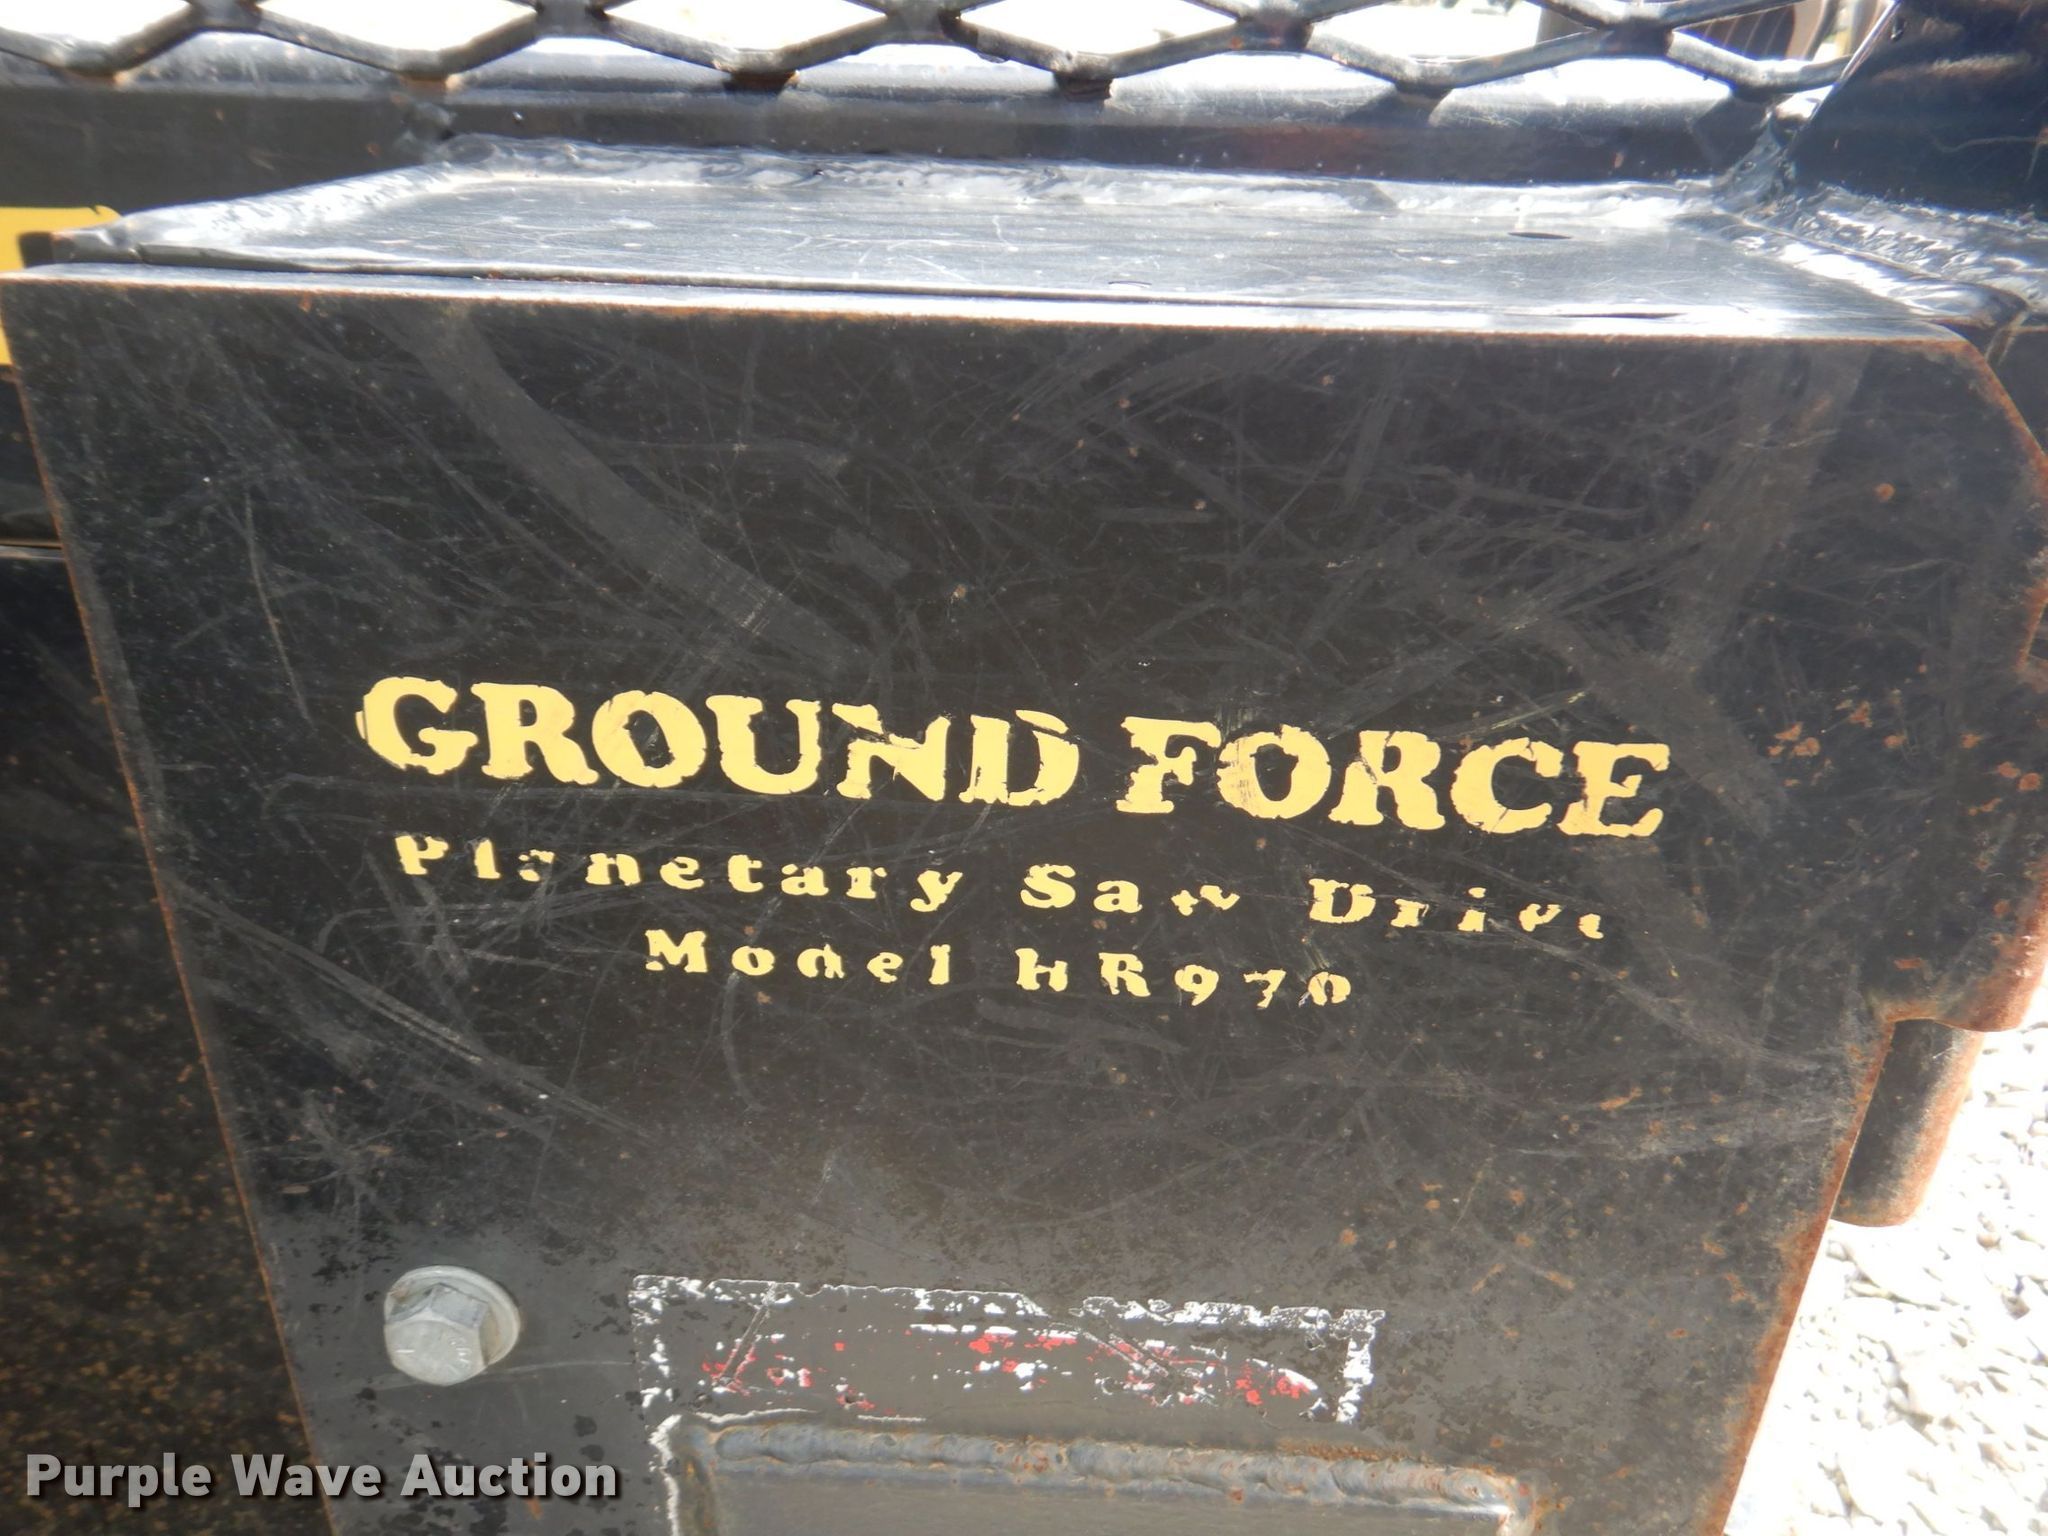 GROUND FORCE
Planetary Saw Drive
Model HR970
Purple Wave Auction